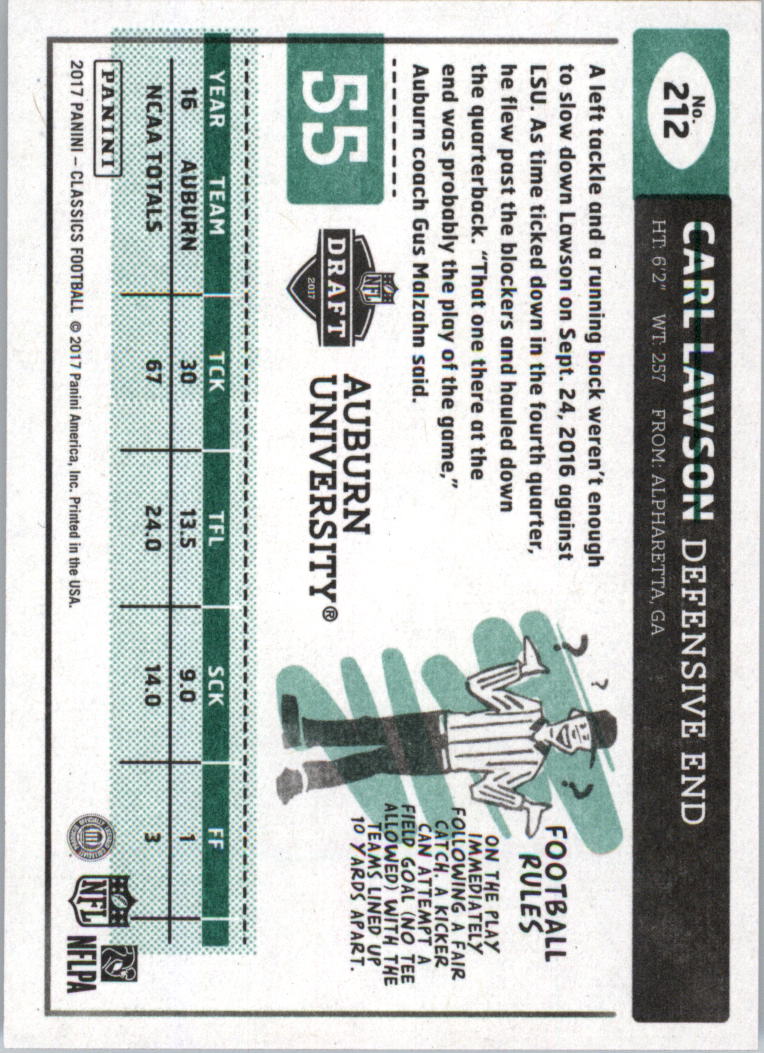 No.
212
CARL LAWSON DEFENSIVE END
HT: 6'2" WT: 257 FROM: ALPHARETTA, GA
A left tackle and a running back weren't enough
to slow down Lawson on Sept. 24, 2016 against
LSU. As time ticked down in the fourth quarter,
he flew past the blockers and hauled down
the quarterback. “That one there at the
end was probably the play of the game,”
Auburn coach Gus Malzahn said.
? ? ?
FOOTBALL
RULES
ON THE PLAY
IMMEDIATELY
FOLLOWING A FAIR
CATCH, A KICKER
CAN ATTEMPT A
FIELD GOAL (NO TEE
ALLOWED) WITH THE
TEAMS LINED UP
10 YARDS APART.
55
NFL
DRAFT
2017
AUBURN
UNIVERSITY®
YEAR TEAM TCK TFL SCK FF
16 AUBURN 30 13.5 9.0 1
NCAA TOTALS 67 24.0 14.0 3
PANINI
2017 PANINI – CLASSICS FOOTBALL © 2017 Panini America, Inc. Printed in the USA.
NFL
NFLPA